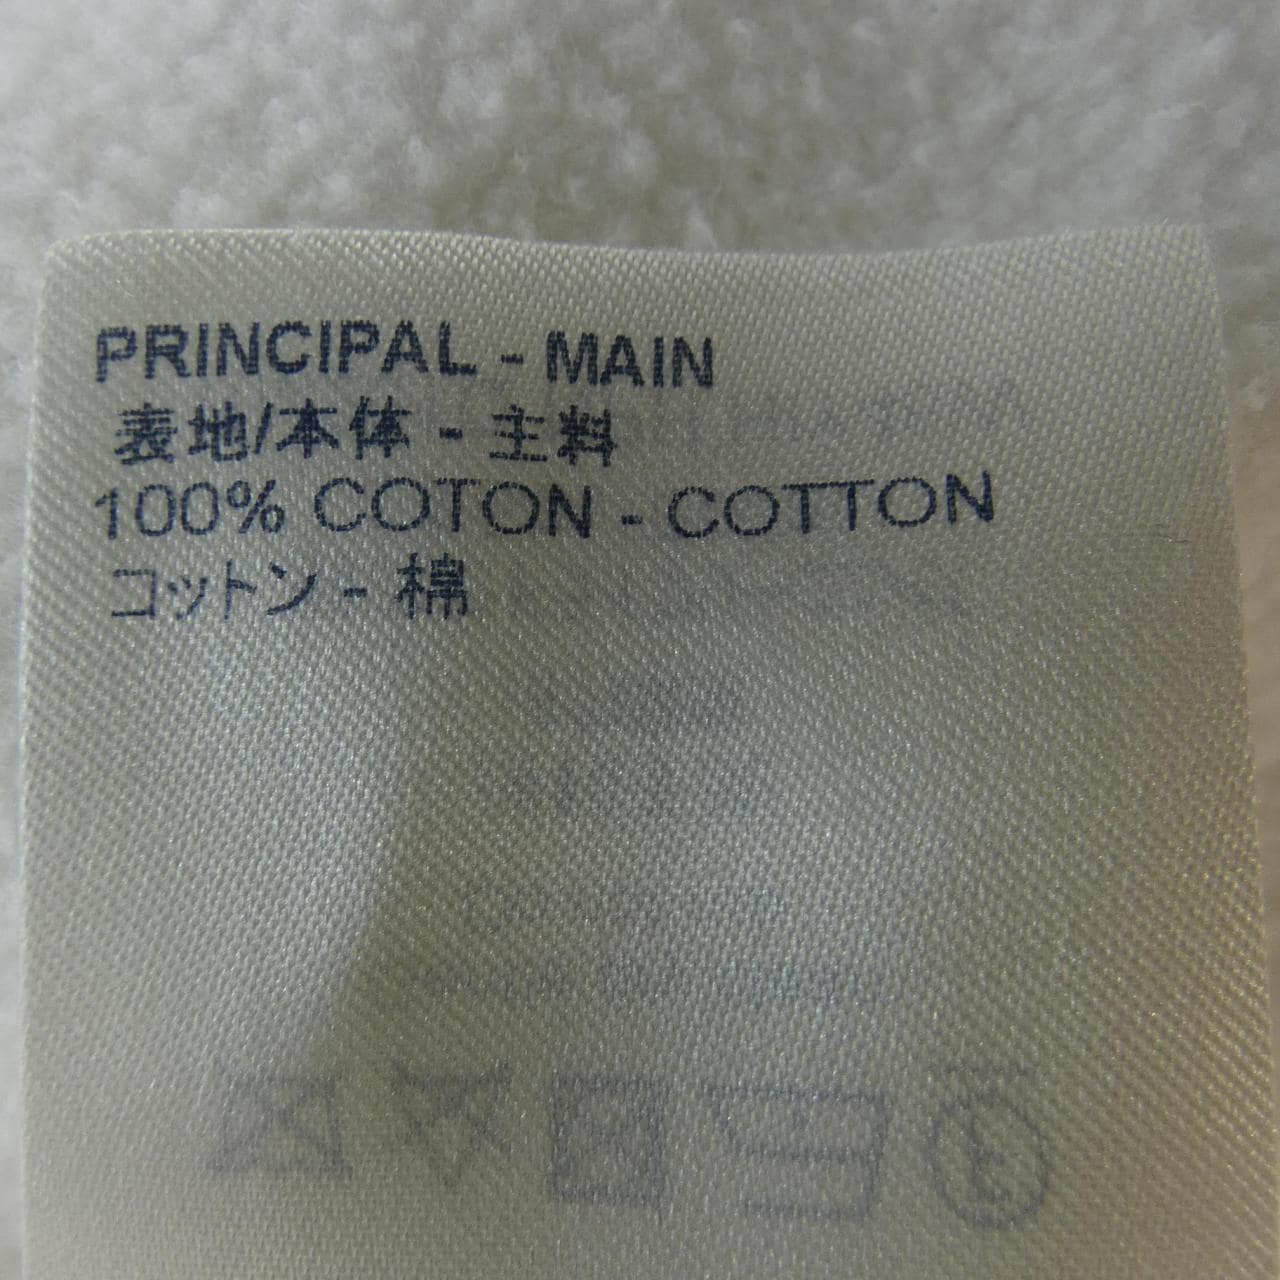 PRINCIPAL - MAIN
表地/本体 - 主料
100% COTON - COTTON
コットン - 棉